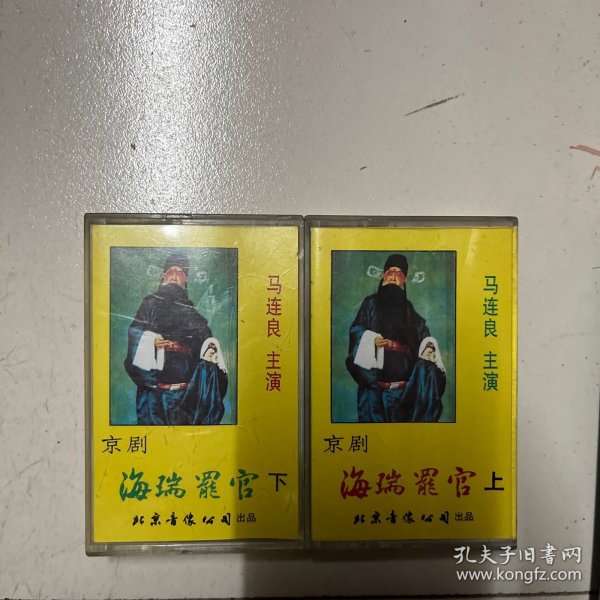 马连良 主演
京剧
海瑞罢官 下
北京音像公司 出品
马连良 主演
京剧
海瑞罢官 上
北京音像公司 出品
孔夫子旧书网
www.kongfz.com